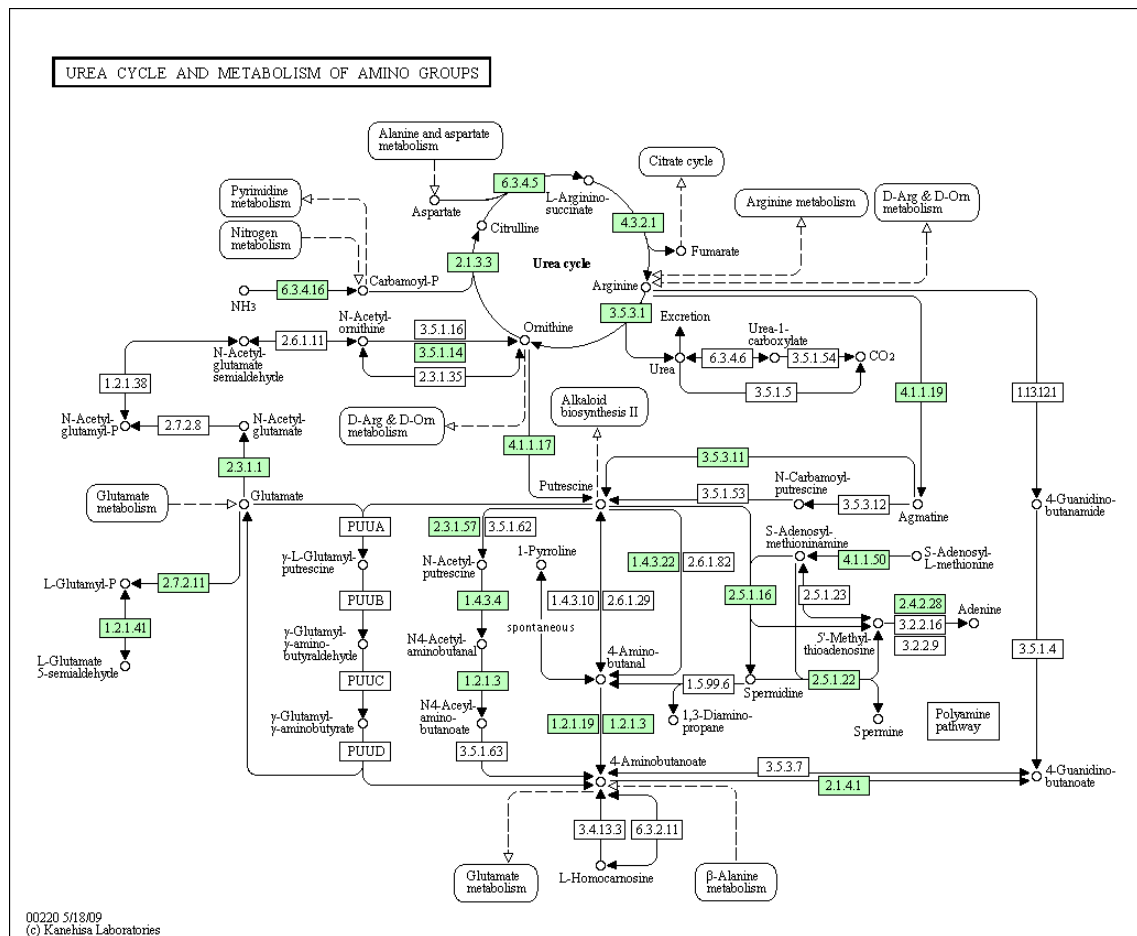 UREA CYCLE AND METABOLISM OF AMINO GROUPS
Alanine and aspartate
metabolism
6.3.4.5
Citrate cycle
Pyrimidine
metabolism
Aspartate
L-Arginino-
succinate
4.3.2.1
Arginine metabolism
D-Arg & D-Orn
metabolism
Nitrogen
metabolism
Citrulline
Fumarate
2.1.3.3
Urea cycle
NH3
6.3.4.16
Carbamoyl-P
Arginine
3.5.3.1
Excretion
Urea-1-
carboxylate
N-Acetyl-
ornithine
3.5.1.16
Ornithine
2.6.1.11
3.5.1.14
2.3.1.35
N-Acetyl-
glutamate
semialdehyde
Urea
6.3.4.6
3.5.1.54
CO2
3.5.1.5
1.2.1.38
4.1.1.19
1.13.12.1
Alkaloid
biosynthesis II
N-Acetyl-
glutamyl-P
2.7.2.8
N-Acetyl-
glutamate
D-Arg & D-Orn
metabolism
4.1.1.17
3.5.3.11
2.3.1.1
Glutamate
metabolism
Glutamate
Putrescine
3.5.1.53
N-Carbamoyl-
putrescine
3.5.3.12
Agmatine
4-Guanidino-
butanamide
PUUA
2.3.1.57
3.5.1.62
γ-L-Glutamyl-
putrescine
N-Acetyl-
putrescine
1-Pyrroline
1.4.3.22
2.6.1.82
S-Adenosyl-
methioninamine
4.1.1.50
S-Adenosyl-
L-methionine
L-Glutamyl-P
2.7.2.11
PUUB
1.4.3.4
1.4.3.10
2.6.1.29
2.5.1.16
2.5.1.23
2.4.2.28
3.2.2.16
3.2.2.9
Adenine
1.2.1.41
spontaneous
γ-Glutamyl-
γ-amino-
butyraldehyde
N4-Acetyl-
aminobutanal
4-Amino-
butanal
5'-Methyl-
thioadenosine
3.5.1.4
L-Glutamate
5-semialdehyde
PUUC
1.2.1.3
1.5.99.6
Spermidine
2.5.1.22
γ-Glutamyl-
γ-aminobutyrate
N4-Aceyl-
amino-
butanoate
1.2.1.19
1.2.1.3
1,3-Diamino-
propane
Spermine
Polyamine
pathway
PUUD
3.5.1.63
4-Aminobutanoate
3.5.3.7
2.1.4.1
4-Guanidino-
butanoate
3.4.13.3
6.3.2.11
Glutamate
metabolism
L-Homocarnosine
β-Alanine
metabolism
00220 5/18/09
(c) Kanehisa Laboratories